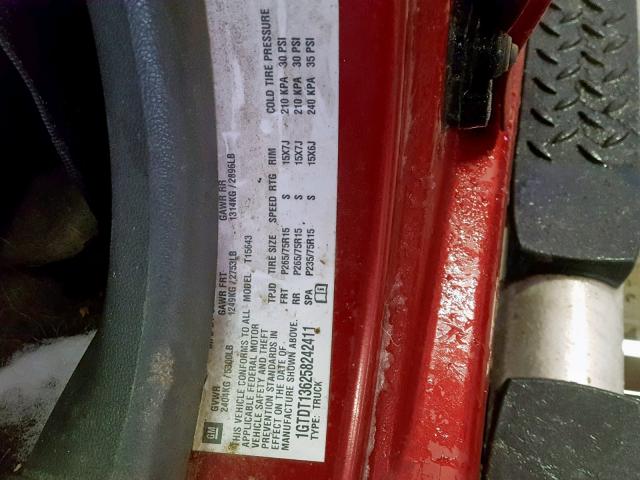 GM
GVWR GAWR FRT GAWR RR
2404KG / 5300LB 1249KG / 2753LB 1314KG / 2896LB
THIS VEHICLE CONFORMS TO ALL
APPLICABLE FEDERAL MOTOR
VEHICLE SAFETY AND THEFT
PREVENTION STANDARDS IN
EFFECT ON THE DATE OF
MANUFACTURE SHOWN ABOVE.
1GTDT136258242411
TYPE: TRUCK
MODEL T15643
TPJD TIRE SIZE SPEED RTG RIM COLD TIRE PRESSURE
FRT P265/75R15 S 15X7J 210 KPA 30 PSI
RR P265/75R15 S 15X7J 210 KPA 30 PSI
SPA P235/75R15 S 15X6J 240 KPA 35 PSI